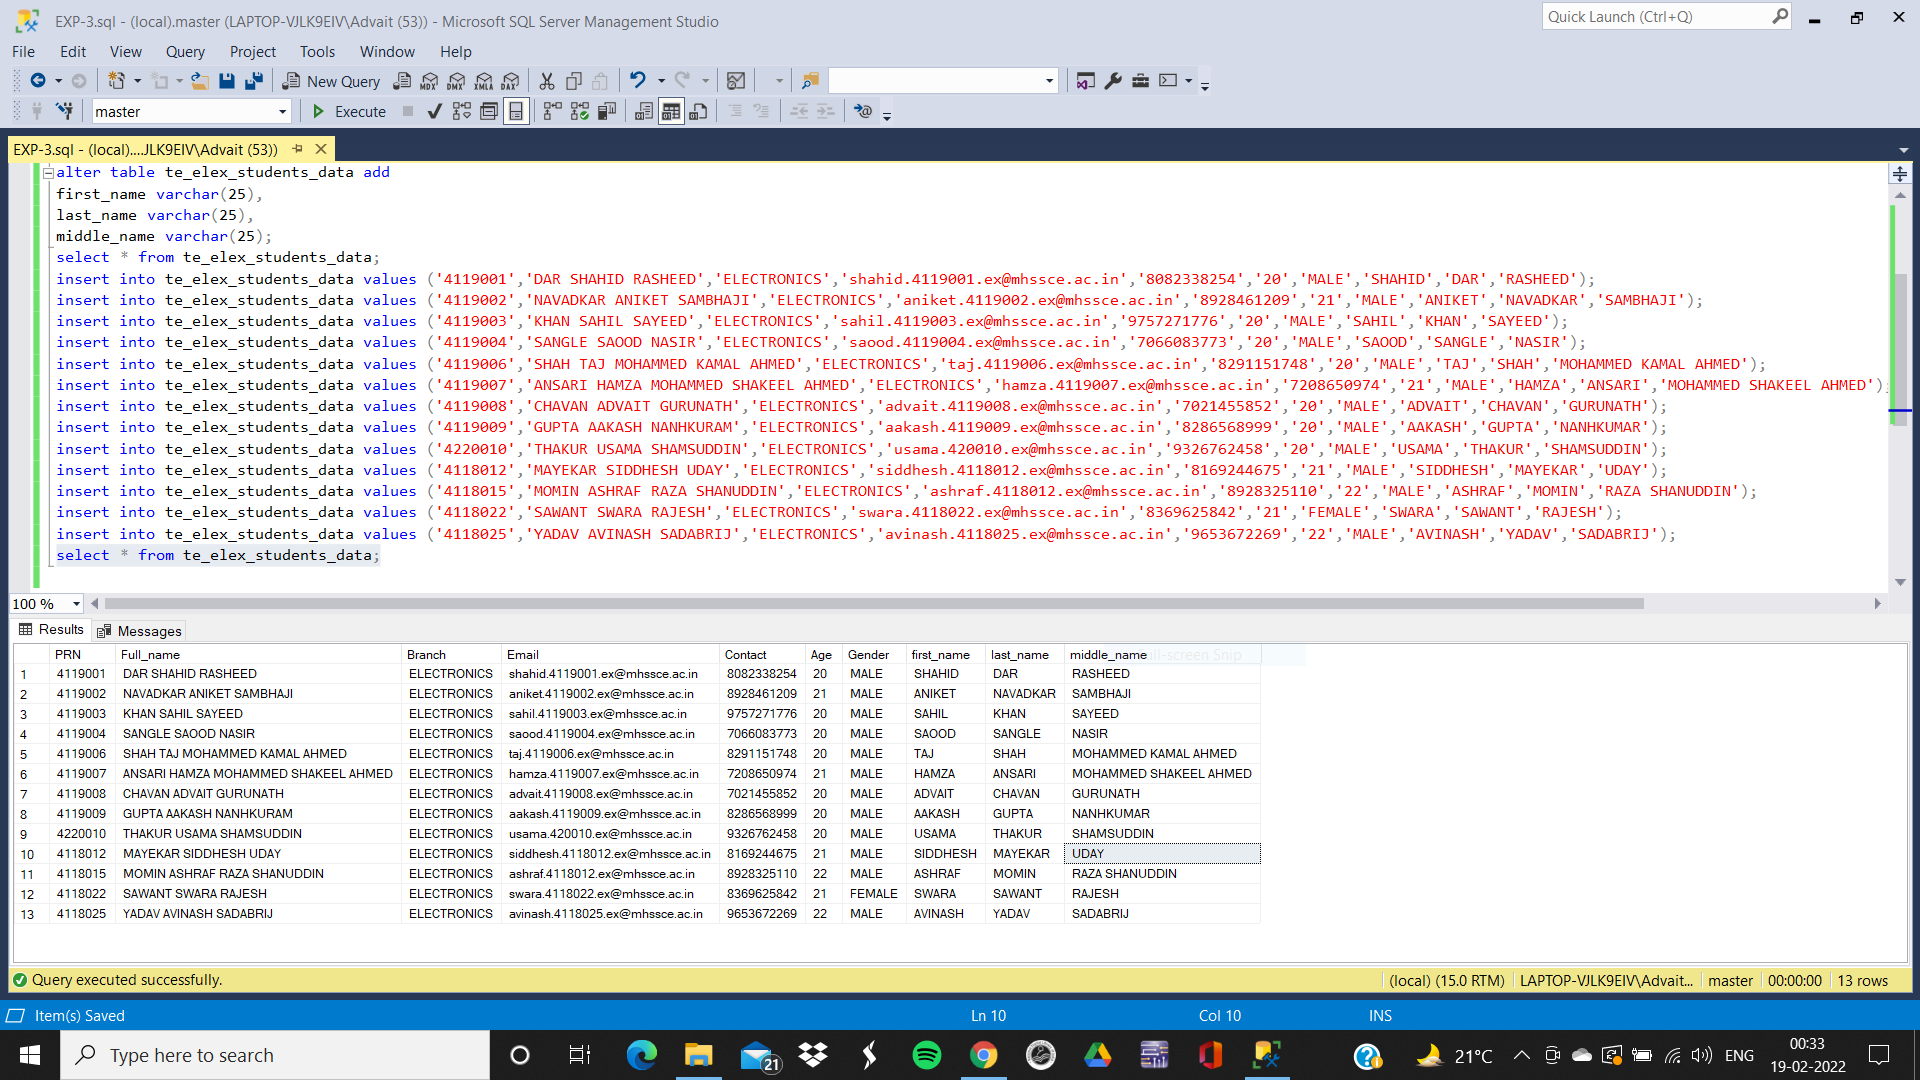 EXP-3.sql - (local).master (LAPTOP-VJLK9EIV\Advait (53)) - Microsoft SQL Server Management Studio
Quick Launch (Ctrl+Q)
File Edit View Query Project Tools Window Help
New Query MDX DMX XMLA DAX
master Execute
EXP-3.sql - (local)....JLK9EIV\Advait (53))
alter table te_elex_students_data add
first_name varchar(25),
last_name varchar(25),
middle_name varchar(25);
select * from te_elex_students_data;
insert into te_elex_students_data values ('4119001','DAR SHAHID RASHEED','ELECTRONICS','shahid.4119001.ex@mhssce.ac.in','8082338254','20','MALE','SHAHID','DAR','RASHEED');
insert into te_elex_students_data values ('4119002','NAVADKAR ANIKET SAMBHAJI','ELECTRONICS','aniket.4119002.ex@mhssce.ac.in','8928461209','21','MALE','ANIKET','NAVADKAR','SAMBHAJI');
insert into te_elex_students_data values ('4119003','KHAN SAHIL SAYEED','ELECTRONICS','sahil.4119003.ex@mhssce.ac.in','9757271776','20','MALE','SAHIL','KHAN','SAYEED');
insert into te_elex_students_data values ('4119004','SANGLE SAOOD NASIR','ELECTRONICS','saood.4119004.ex@mhssce.ac.in','7066083773','20','MALE','SAOOD','SANGLE','NASIR');
insert into te_elex_students_data values ('4119006','SHAH TAJ MOHAMMED KAMAL AHMED','ELECTRONICS','taj.4119006.ex@mhssce.ac.in','8291151748','20','MALE','TAJ','SHAH','MOHAMMED KAMAL AHMED');
insert into te_elex_students_data values ('4119007','ANSARI HAMZA MOHAMMED SHAKEEL AHMED','ELECTRONICS','hamza.4119007.ex@mhssce.ac.in','7208650974','21','MALE','HAMZA','ANSARI','MOHAMMED SHAKEEL AHMED');
insert into te_elex_students_data values ('4119008','CHAVAN ADVAIT GURUNATH','ELECTRONICS','advait.4119008.ex@mhssce.ac.in','7021455852','20','MALE','ADVAIT','CHAVAN','GURUNATH');
insert into te_elex_students_data values ('4119009','GUPTA AAKASH NANHKURAM','ELECTRONICS','aakash.4119009.ex@mhssce.ac.in','8286568999','20','MALE','AAKASH','GUPTA','NANHKUMAR');
insert into te_elex_students_data values ('4220010','THAKUR USAMA SHAMSUDDIN','ELECTRONICS','usama.420010.ex@mhssce.ac.in','9326762458','20','MALE','USAMA','THAKUR','SHAMSUDDIN');
insert into te_elex_students_data values ('4118012','MAYEKAR SIDDHESH UDAY','ELECTRONICS','siddhesh.4118012.ex@mhssce.ac.in','8169244675','21','MALE','SIDDHESH','MAYEKAR','UDAY');
insert into te_elex_students_data values ('4118015','MOMIN ASHRAF RAZA SHANUDDIN','ELECTRONICS','ashraf.4118012.ex@mhssce.ac.in','8928325110','22','MALE','ASHRAF','MOMIN','RAZA SHANUDDIN');
insert into te_elex_students_data values ('4118022','SAWANT SWARA RAJESH','ELECTRONICS','swara.4118022.ex@mhssce.ac.in','8369625842','21','FEMALE','SWARA','SAWANT','RAJESH');
insert into te_elex_students_data values ('4118025','YADAV AVINASH SADABRIJ','ELECTRONICS','avinash.4118025.ex@mhssce.ac.in','9653672269','22','MALE','AVINASH','YADAV','SADABRIJ');
select * from te_elex_students_data;
100 %
Results Messages
PRN Full_name Branch Email Contact Age Gender first_name last_name middle_name
1 4119001 DAR SHAHID RASHEED ELECTRONICS shahid.4119001.ex@mhssce.ac.in 8082338254 20 MALE SHAHID DAR RASHEED
2 4119002 NAVADKAR ANIKET SAMBHAJI ELECTRONICS aniket.4119002.ex@mhssce.ac.in 8928461209 21 MALE ANIKET NAVADKAR SAMBHAJI
3 4119003 KHAN SAHIL SAYEED ELECTRONICS sahil.4119003.ex@mhssce.ac.in 9757271776 20 MALE SAHIL KHAN SAYEED
4 4119004 SANGLE SAOOD NASIR ELECTRONICS saood.4119004.ex@mhssce.ac.in 7066083773 20 MALE SAOOD SANGLE NASIR
5 4119006 SHAH TAJ MOHAMMED KAMAL AHMED ELECTRONICS taj.4119006.ex@mhssce.ac.in 8291151748 20 MALE TAJ SHAH MOHAMMED KAMAL AHMED
6 4119007 ANSARI HAMZA MOHAMMED SHAKEEL AHMED ELECTRONICS hamza.4119007.ex@mhssce.ac.in 7208650974 21 MALE HAMZA ANSARI MOHAMMED SHAKEEL AHMED
7 4119008 CHAVAN ADVAIT GURUNATH ELECTRONICS advait.4119008.ex@mhssce.ac.in 7021455852 20 MALE ADVAIT CHAVAN GURUNATH
8 4119009 GUPTA AAKASH NANHKURAM ELECTRONICS aakash.4119009.ex@mhssce.ac.in 8286568999 20 MALE AAKASH GUPTA NANHKUMAR
9 4220010 THAKUR USAMA SHAMSUDDIN ELECTRONICS usama.420010.ex@mhssce.ac.in 9326762458 20 MALE USAMA THAKUR SHAMSUDDIN
10 4118012 MAYEKAR SIDDHESH UDAY ELECTRONICS siddhesh.4118012.ex@mhssce.ac.in 8169244675 21 MALE SIDDHESH MAYEKAR UDAY
11 4118015 MOMIN ASHRAF RAZA SHANUDDIN ELECTRONICS ashraf.4118012.ex@mhssce.ac.in 8928325110 22 MALE ASHRAF MOMIN RAZA SHANUDDIN
12 4118022 SAWANT SWARA RAJESH ELECTRONICS swara.4118022.ex@mhssce.ac.in 8369625842 21 FEMALE SWARA SAWANT RAJESH
13 4118025 YADAV AVINASH SADABRIJ ELECTRONICS avinash.4118025.ex@mhssce.ac.in 9653672269 22 MALE AVINASH YADAV SADABRIJ
Query executed successfully. (local) (15.0 RTM) LAPTOP-VJLK9EIV\Advait... master 00:00:00 13 rows
Item(s) Saved Ln 10 Col 10 INS
Type here to search 21 21°C ENG 00:33
19-02-2022